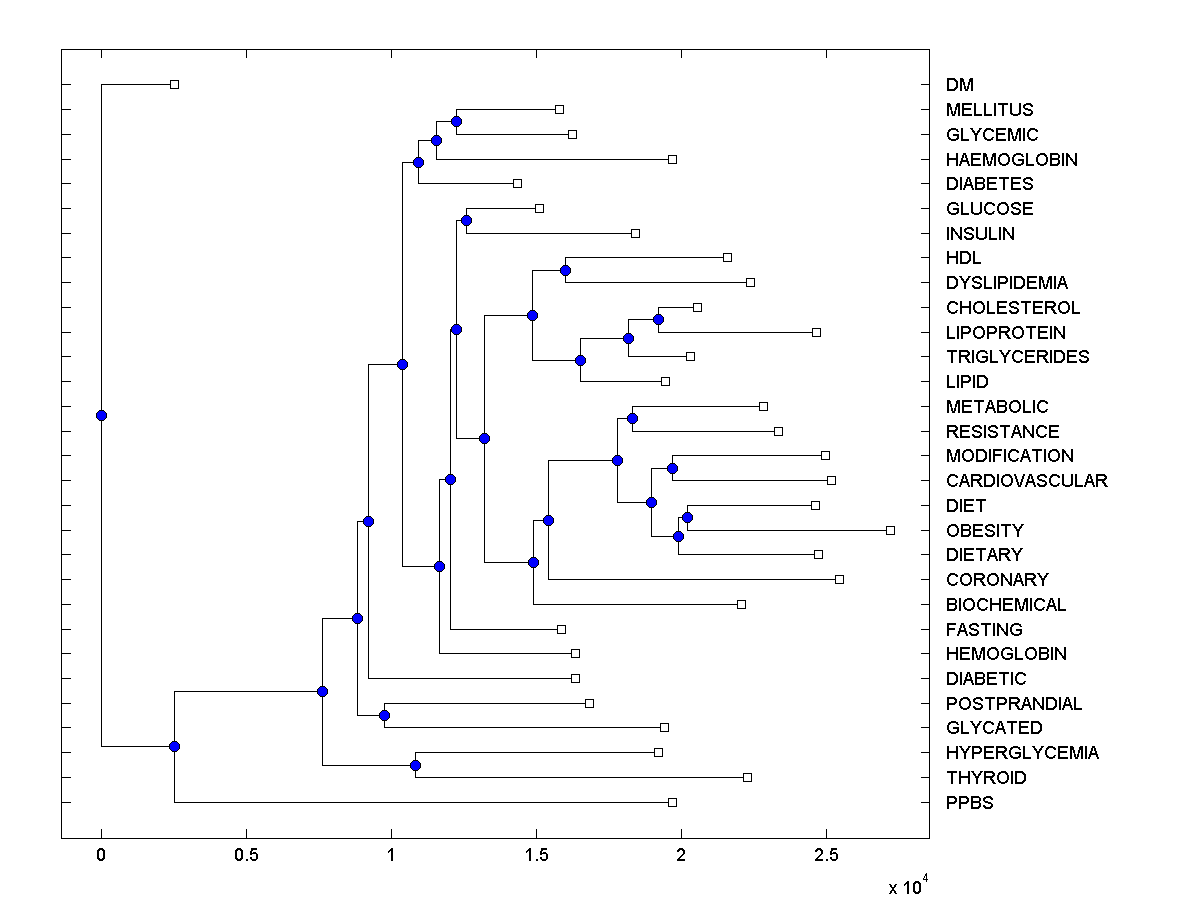 DM
MELLITUS
GLYCEMIC
HAEMOGLOBIN
DIABETES
GLUCOSE
INSULIN
HDL
DYSLIPIDEMIA
CHOLESTEROL
LIPOPROTEIN
TRIGLYCERIDES
LIPID
METABOLIC
RESISTANCE
MODIFICATION
CARDIOVASCULAR
DIET
OBESITY
DIETARY
CORONARY
BIOCHEMICAL
FASTING
HEMOGLOBIN
DIABETIC
POSTPRANDIAL
GLYCATED
HYPERGLYCEMIA
THYROID
PPBS
0 0.5 1 1.5 2 2.5
x 10^4